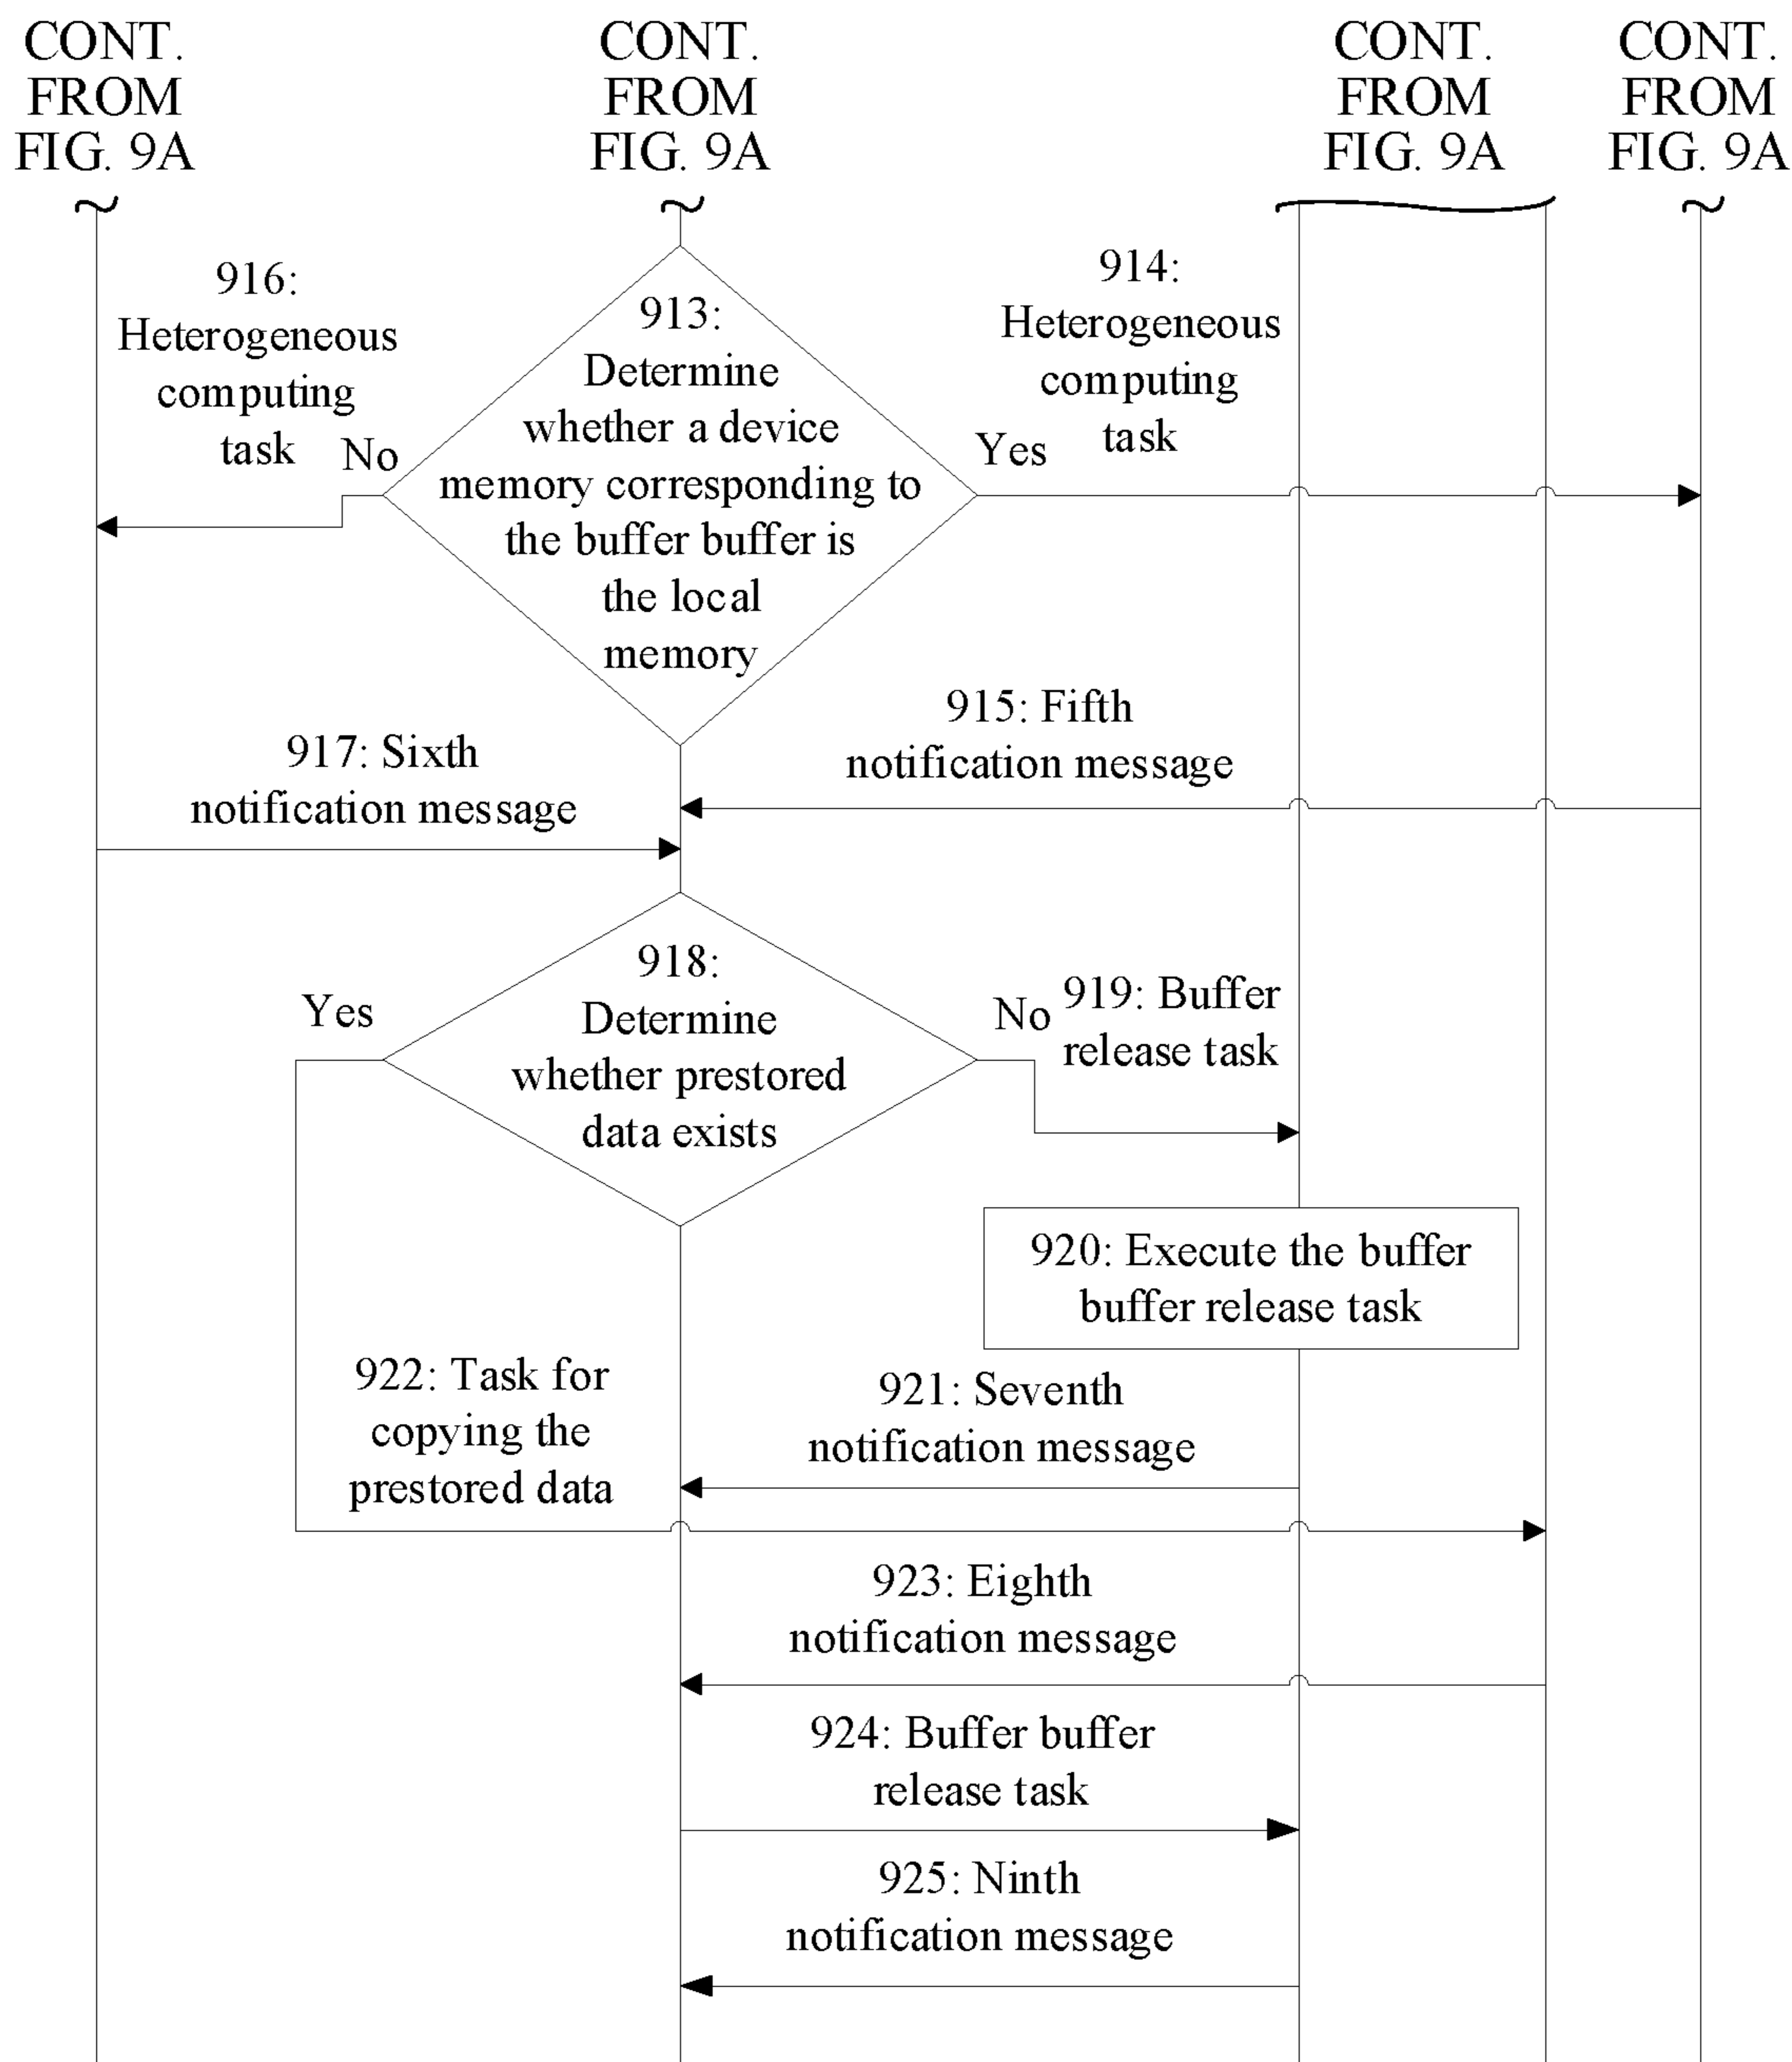 CONT.
FROM
FIG. 9A
CONT.
FROM
FIG. 9A
CONT.
FROM
FIG. 9A
CONT.
FROM
FIG. 9A
916:
Heterogeneous
computing
task
No
913:
Determine
whether a device
memory corresponding to
the buffer buffer is
the local
memory
914:
Heterogeneous
computing
task
Yes
915: Fifth
notification message
917: Sixth
notification message
918:
Determine
whether prestored
data exists
Yes
No
919: Buffer
release task
920: Execute the buffer
buffer release task
922: Task for
copying the
prestored data
921: Seventh
notification message
923: Eighth
notification message
924: Buffer buffer
release task
925: Ninth
notification message